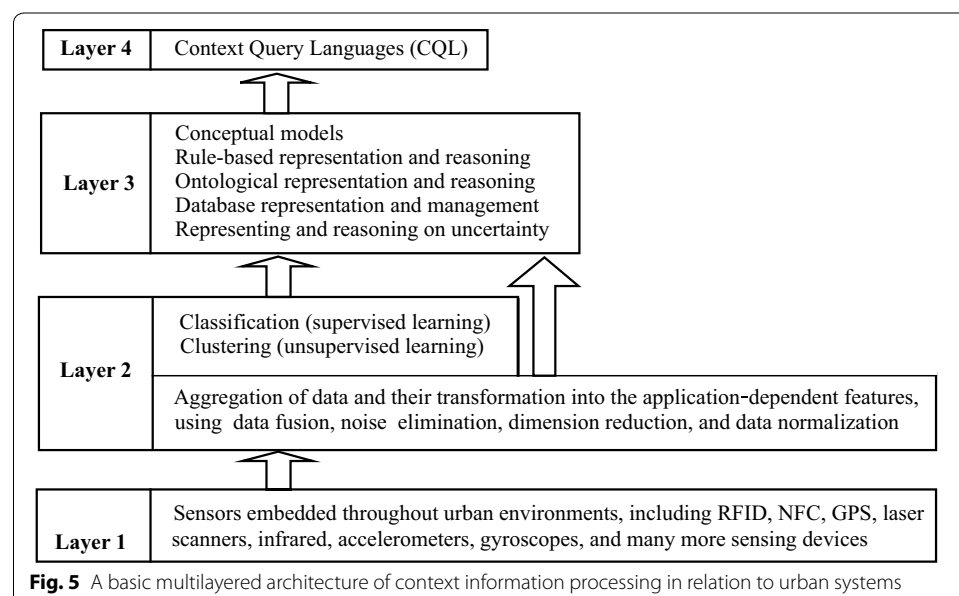 Layer 4 Context Query Languages (CQL)
Conceptual models
Rule-based representation and reasoning
Layer 3 Ontological representation and reasoning
Database representation and management
Representing and reasoning on uncertainty
Classification (supervised learning)
Clustering (unsupervised learning)
Layer 2
Aggregation of data and their transformation into the application-dependent features,
using data fusion, noise elimination, dimension reduction, and data normalization
Sensors embedded throughout urban environments, including RFID, NFC, GPS, laser
Layer 1 scanners, infrared, accelerometers, gyroscopes, and many more sensing devices
Fig. 5 A basic multilayered architecture of context information processing in relation to urban systems